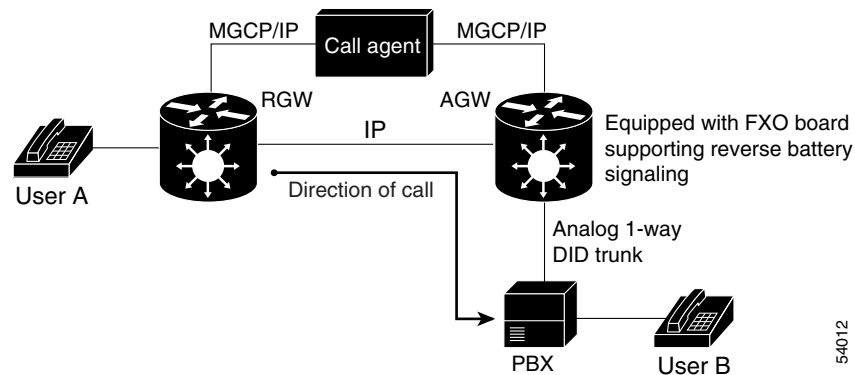 MGCP/IP
Call agent
MGCP/IP
RGW
AGW
IP
Equipped with FXO board
supporting reverse battery
signaling
User A
Direction of call
Analog 1-way
DID trunk
PBX
User B
54012